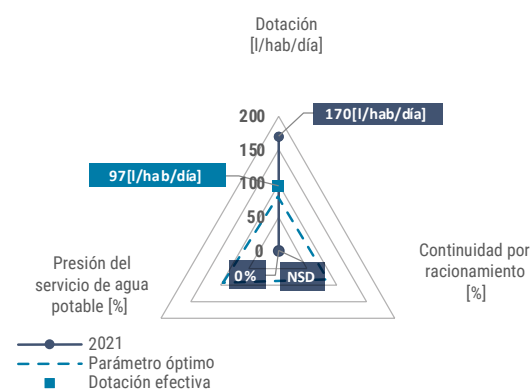 Dotación
[l/hab/día]
200
170[l/hab/día]
150
97[l/hab/día]
100
50
0
0%
NSD
Presión del
servicio de agua
potable [%]
Continuidad por
racionamiento
[%]
2021
Parámetro óptimo
Dotación efectiva